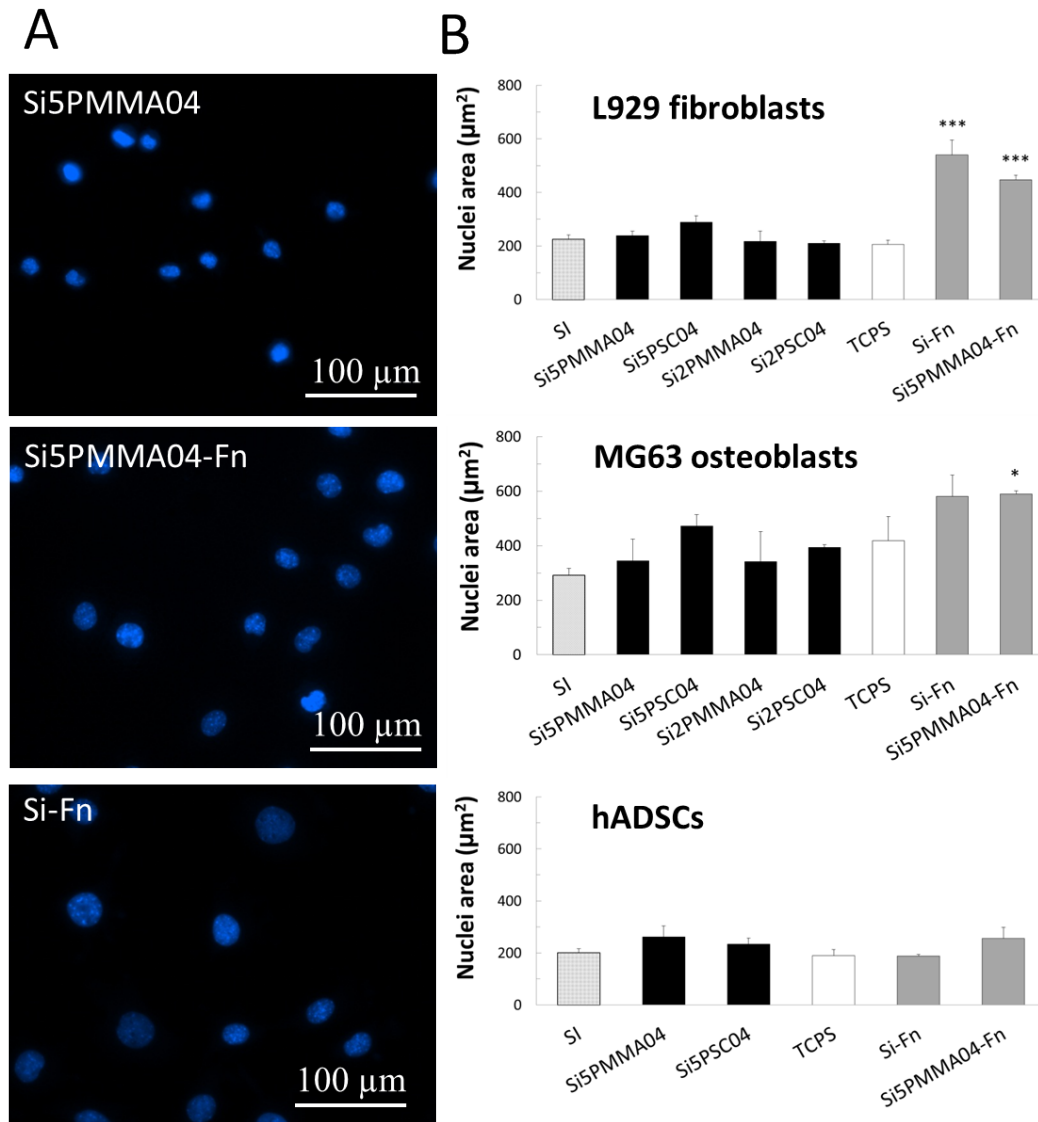 A
Si5PMMA04
100 µm
Si5PMMA04-Fn
100 µm
Si-Fn
100 µm
B
L929 fibroblasts
Nuclei area (µm²)
800
600
400
200
0
***
***
SI
Si5PMMA04
Si5PSC04
Si2PMMA04
Si2PSC04
TCPS
Si-Fn
Si5PMMA04-Fn
MG63 osteoblasts
Nuclei area (µm²)
800
600
400
200
0
*
SI
Si5PMMA04
Si5PSC04
Si2PMMA04
Si2PSC04
TCPS
Si-Fn
Si5PMMA04-Fn
hADSCs
Nuclei area (µm²)
800
600
400
200
0
SI
Si5PMMA04
Si5PSC04
TCPS
Si-Fn
Si5PMMA04-Fn